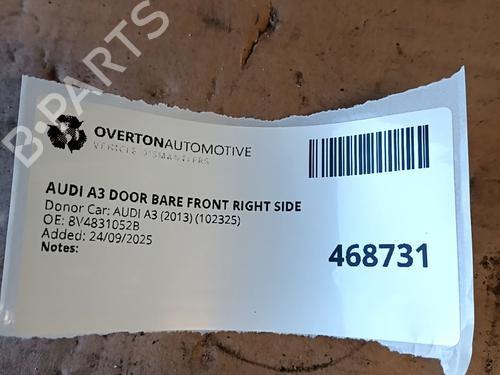 B-PARTS
OVERTONAUTOMOTIVE
VEHICLE DISMANTLERS
AUDI A3 DOOR BARE FRONT RIGHT SIDE
Donor Car: AUDI A3 (2013) (102325)
OE: 8V4831052B
Added: 24/09/2025
Notes:
468731